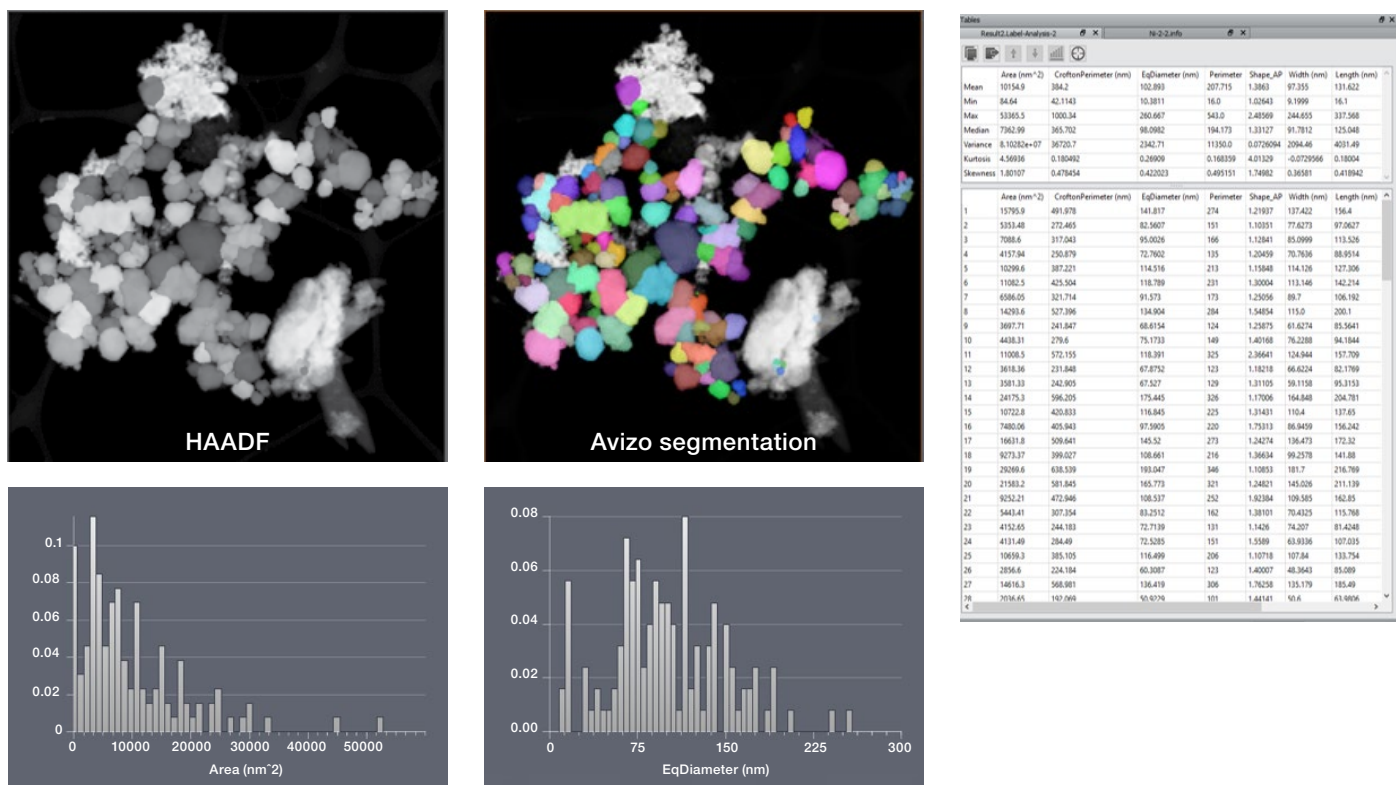 HAADF
Avizo segmentation
Tables
Result2.Label-Analysis-2
Ni-2-2.info
Area (nm^2) CroftonPerimeter (nm) EqDiameter (nm) Perimeter Shape_AP Width (nm) Length (nm)
Mean 10154.9 384.2 102.893 207.715 1.3863 97.355 131.622
Min 84.64 42.1143 10.3811 16.0 1.02643 9.1999 16.1
Max 53365.5 1000.34 260.667 543.0 2.48569 244.655 337.568
Median 7362.99 365.702 98.0982 194.173 1.33127 91.7812 125.048
Variance 8.10282e+07 36720.7 2342.71 11350.0 0.0726094 2094.46 4031.49
Kurtosis 4.56936 0.180492 0.26909 0.168359 4.01329 -0.0729566 0.18004
Skewness 1.80107 0.478454 0.422023 0.495151 1.74982 0.36581 0.418942
Area (nm^2) CroftonPerimeter (nm) EqDiameter (nm) Perimeter Shape_AP Width (nm) Length (nm)
1 15795.9 491.978 141.817 274 1.21937 137.422 156.4
2 5353.48 272.465 82.5607 151 1.10351 77.6273 97.0627
3 7088.6 317.043 95.0026 166 1.12841 85.0999 113.526
4 4157.94 250.879 72.7602 135 1.20459 70.7636 88.9514
5 10299.6 387.221 114.516 213 1.15848 114.126 127.306
6 11082.5 425.504 118.789 231 1.30004 113.146 142.214
7 6586.05 321.714 91.573 173 1.25056 89.7 106.192
8 14293.6 527.396 134.904 284 1.54854 115.0 200.1
9 3697.71 241.847 68.6154 124 1.25875 61.6274 85.5641
10 4438.31 279.6 75.1733 149 1.40168 76.2288 94.1844
11 11008.5 572.155 118.391 325 2.36641 124.944 157.709
12 3618.36 231.848 67.8752 123 1.18218 66.6224 82.1769
13 3581.33 242.905 67.527 129 1.31105 59.1158 95.3153
14 24175.3 596.205 175.445 326 1.17006 164.848 204.781
15 10722.8 420.833 116.845 225 1.31431 110.4 137.65
16 7480.06 405.943 97.5905 220 1.75313 86.9459 156.242
17 16631.8 509.641 145.52 273 1.24274 136.473 172.32
18 9273.37 399.027 108.661 216 1.36634 99.2578 141.88
19 29269.6 638.539 193.047 346 1.10853 181.7 216.769
20 21583.2 581.845 165.773 321 1.24821 145.026 211.139
21 9252.21 472.946 108.537 252 1.92384 109.585 162.85
22 5443.41 307.354 83.2512 162 1.38101 70.4325 115.768
23 4152.65 244.183 72.7139 131 1.1426 74.207 81.4248
24 4131.49 284.49 72.5285 151 1.5589 63.9336 107.035
25 10659.3 385.105 116.499 206 1.10718 107.84 133.754
26 2856.6 224.184 60.3087 123 1.40007 48.3643 85.089
27 14616.3 568.981 136.419 306 1.76258 135.179 185.49
28 2036.65 192.069 50.9229 101 1.44141 50.6 63.9806
0.1
0.08
0.06
0.04
0.02
0
0 10000 20000 30000 40000 50000
Area (nm^2)
0.08
0.06
0.04
0.02
0.00
0 75 150 225 300
EqDiameter (nm)